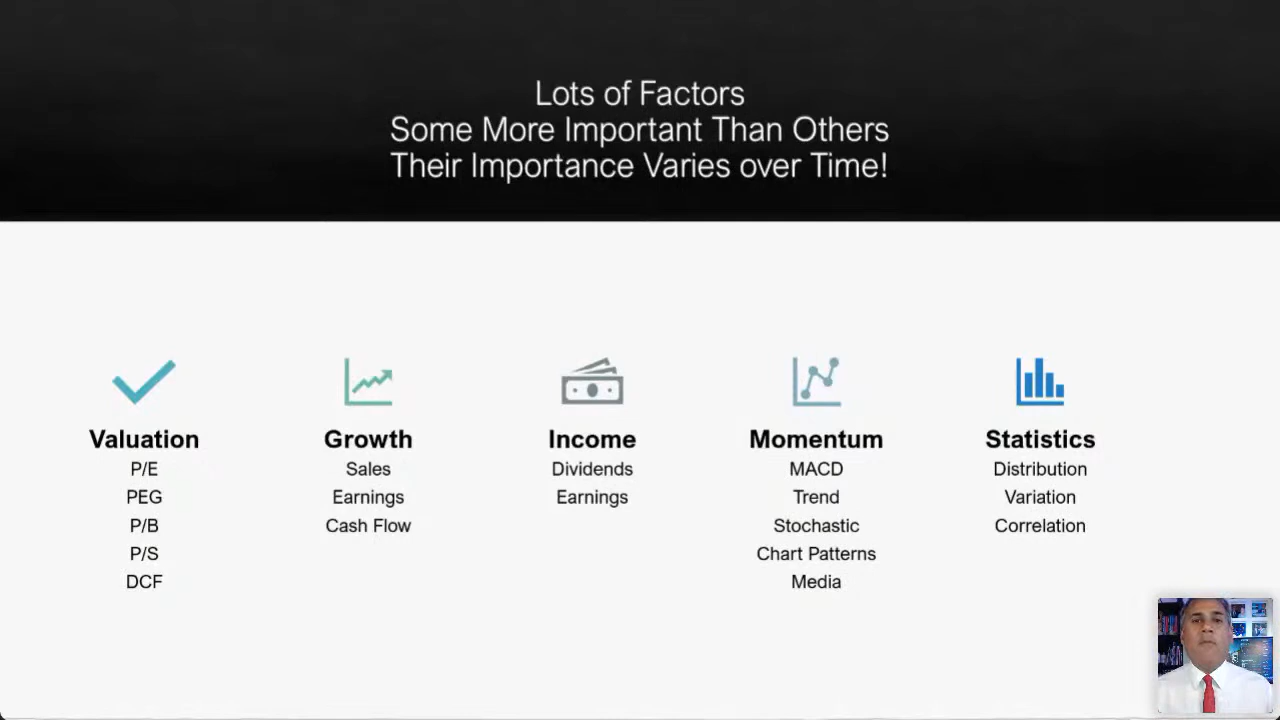 Lots of Factors
Some More Important Than Others
Their Importance Varies over Time!
Valuation
P/E
PEG
P/B
P/S
DCF
Growth
Sales
Earnings
Cash Flow
Income
Dividends
Earnings
Momentum
MACD
Trend
Stochastic
Chart Patterns
Media
Statistics
Distribution
Variation
Correlation